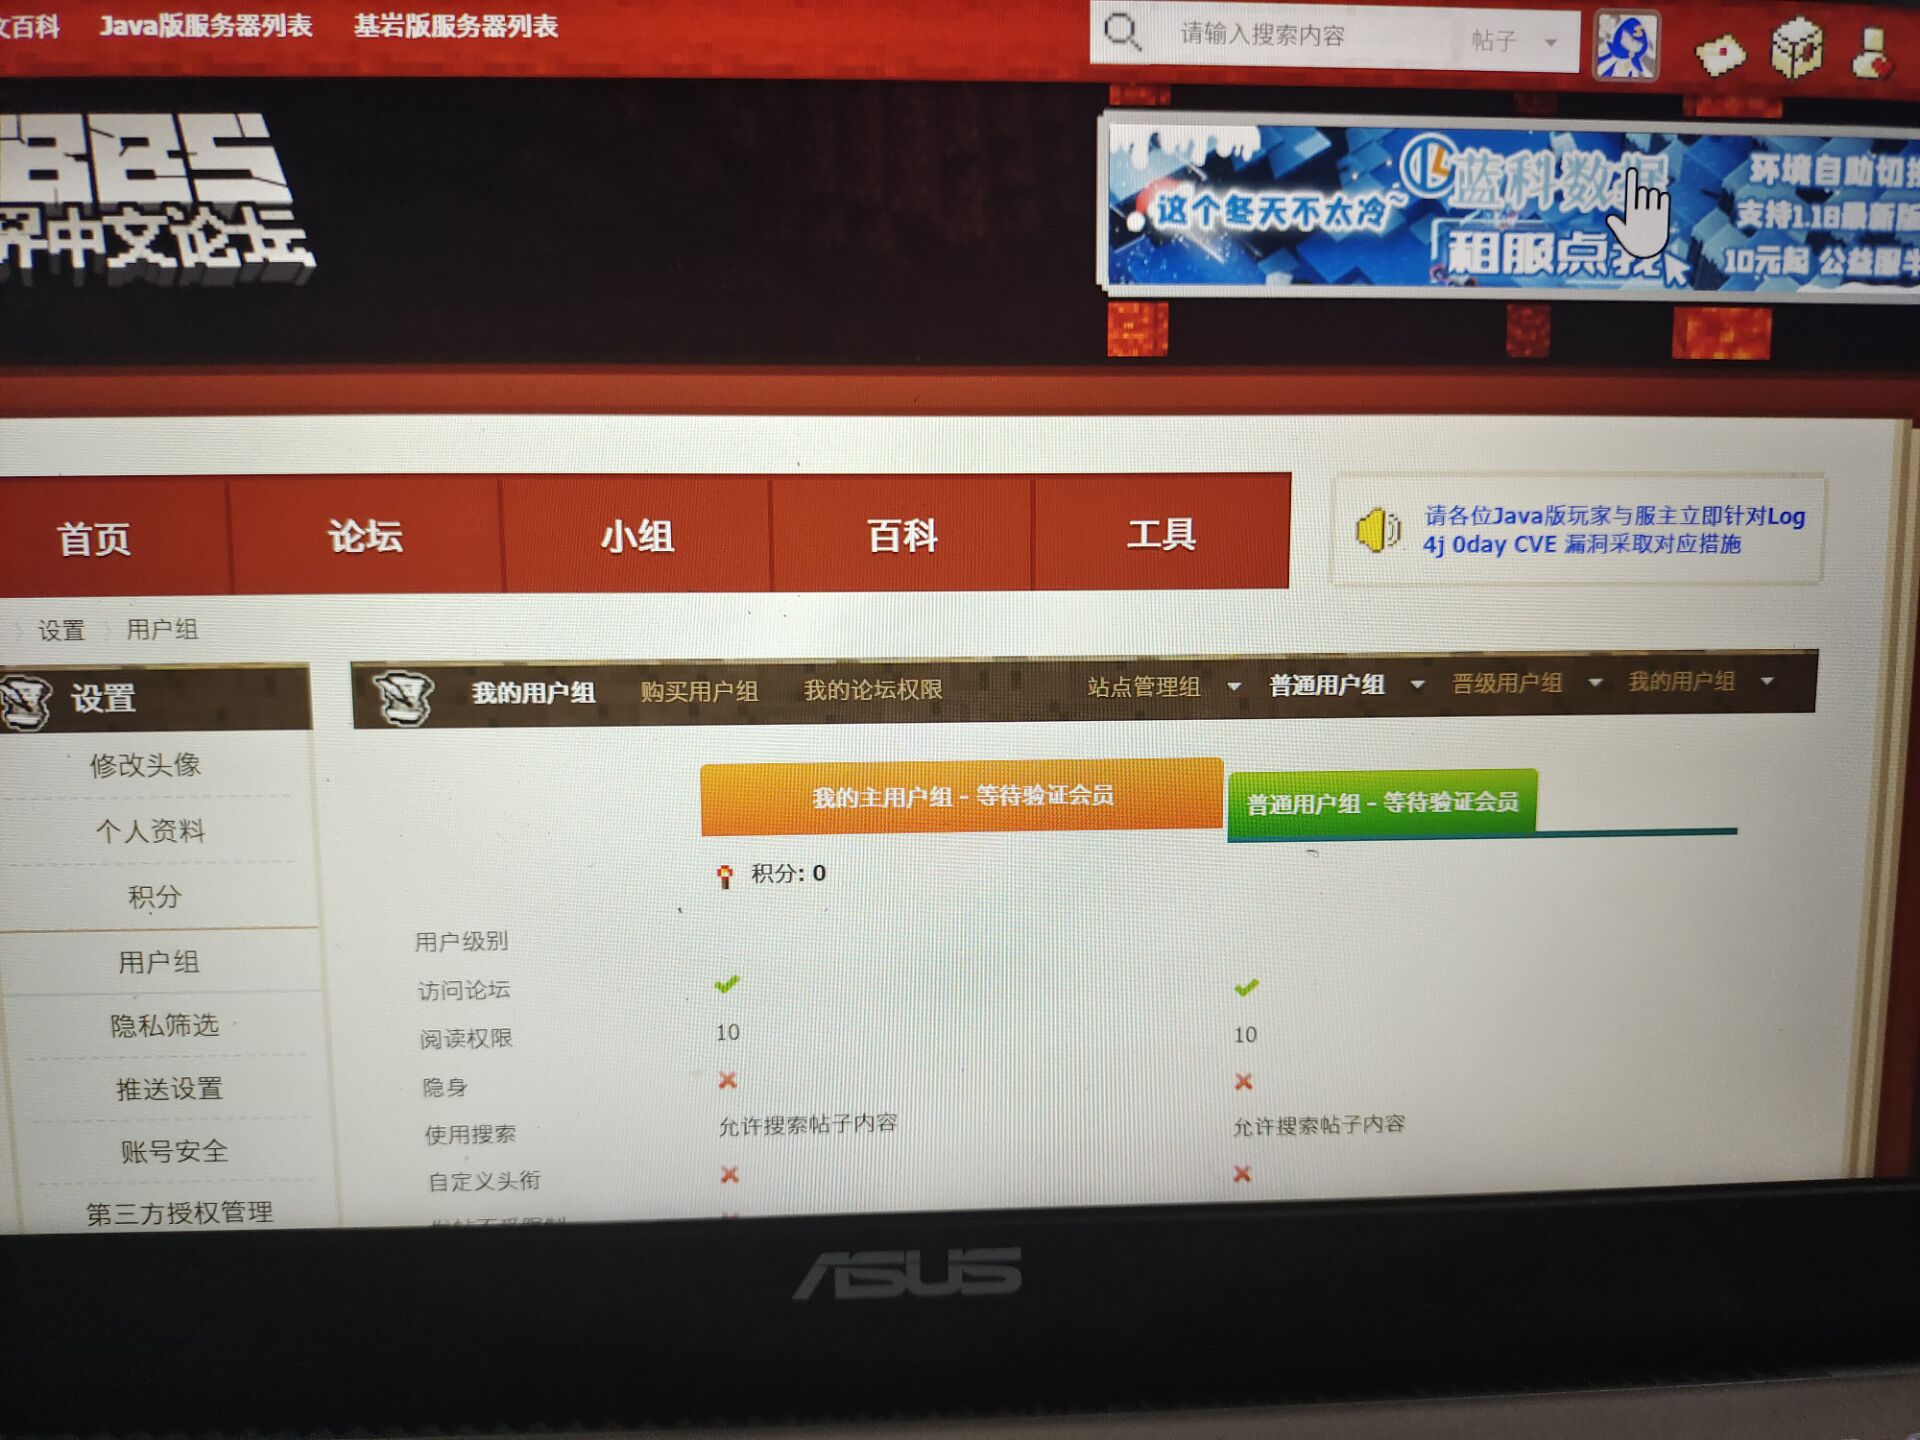 文百科 Java版服务器列表 基岩版服务器列表
请输入搜索内容 帖子
BBS
界中文论坛
这个冬天不太冷~
蓝科数据
租服点我
环境自助切换
支持1.18最新版
10元起 公益服半
首页 论坛 小组 百科 工具
请各位Java版玩家与服主立即针对Log
4j 0day CVE 漏洞采取对应措施
设置 用户组
设置
修改头像
个人资料
积分
用户组
隐私筛选
推送设置
账号安全
第三方授权管理
我的用户组 购买用户组 我的论坛权限 站点管理组 普通用户组 晋级用户组 我的用户组
我的主用户组 - 等待验证会员 普通用户组 - 等待验证会员
积分: 0
用户级别
访问论坛
阅读权限 10 10
隐身
使用搜索 允许搜索帖子内容 允许搜索帖子内容
自定义头衔
ASUS